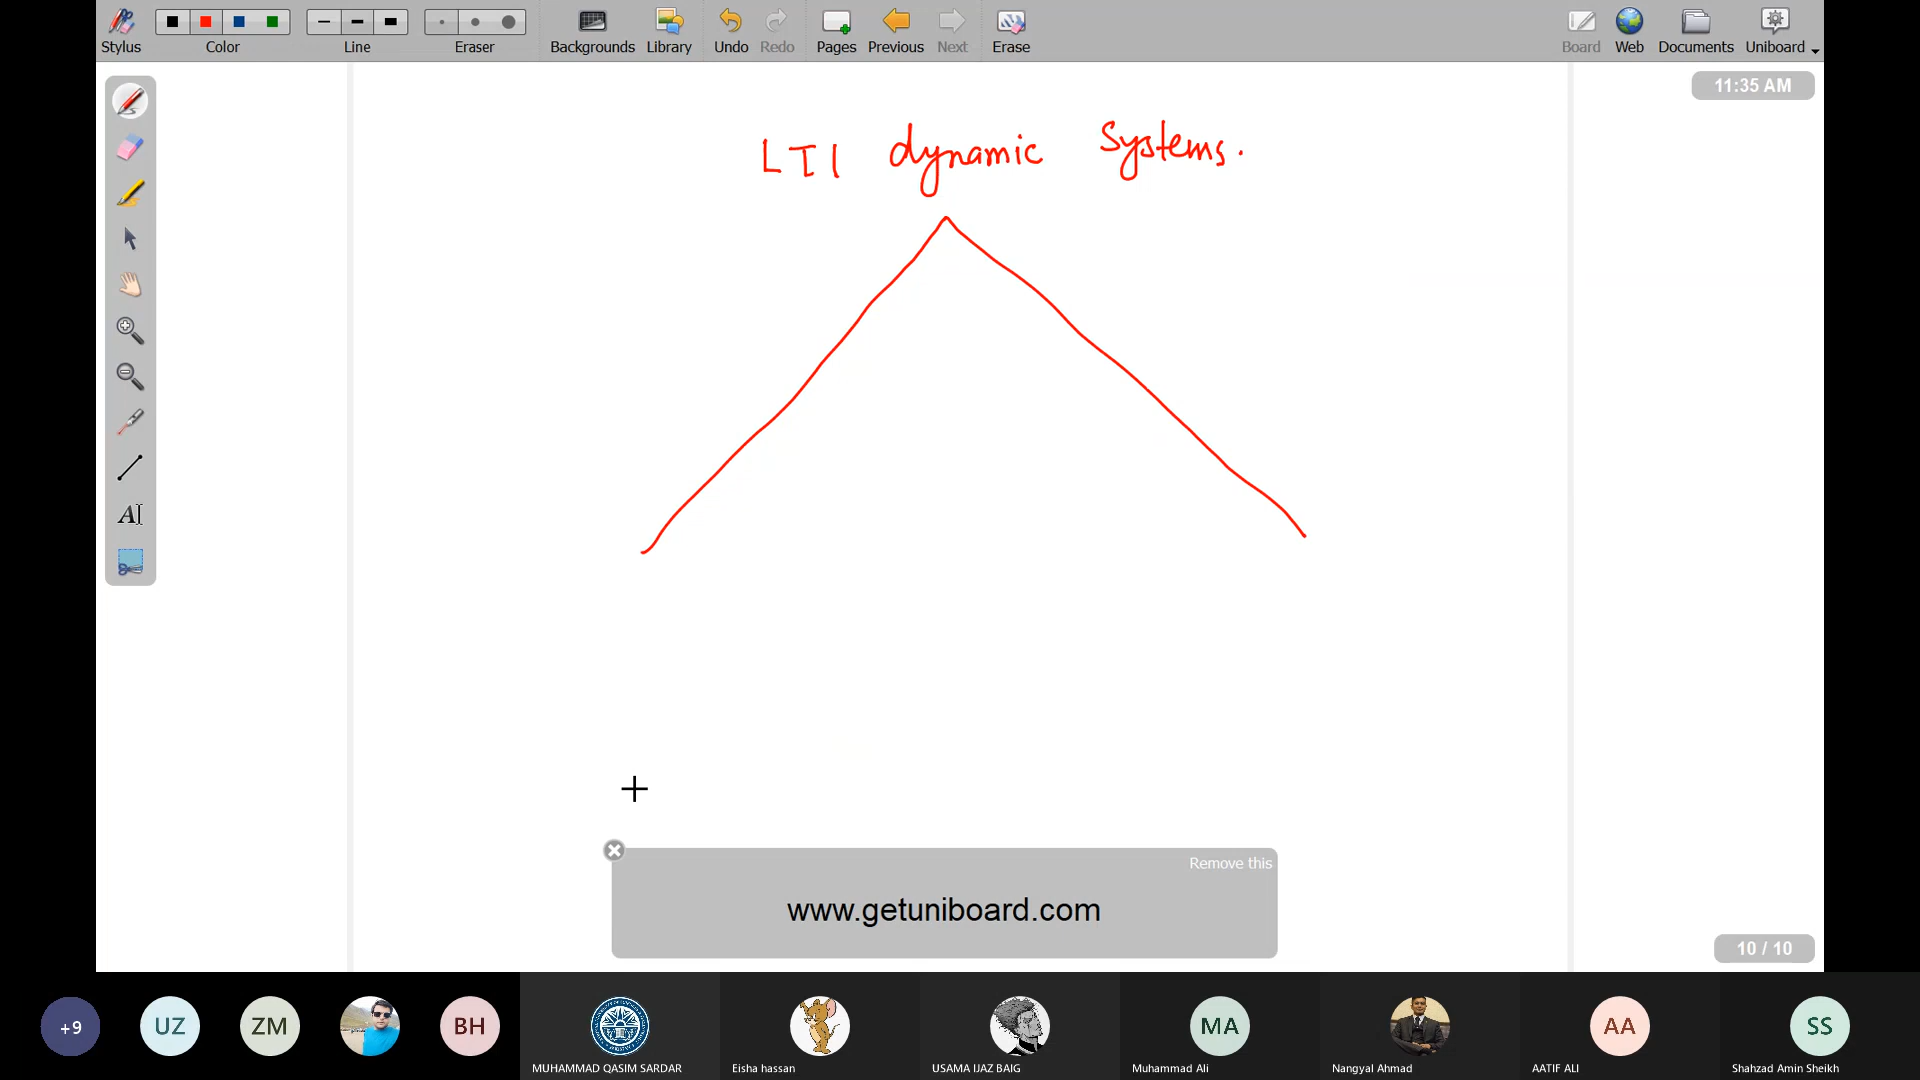 Stylus Color Line Eraser Backgrounds Library Undo Redo Pages Previous Next Erase Board Web Documents Uniboard
11:35 AM
LTI dynamic Systems.
A
Remove this
www.getuniboard.com
10 / 10
+9 UZ ZM BH MA AA SS
MUHAMMAD QASIM SARDAR Eisha hassan USAMA IJAZ BAIG Muhammad Ali Nangyal Ahmad AATIF ALI Shahzad Amin Sheikh